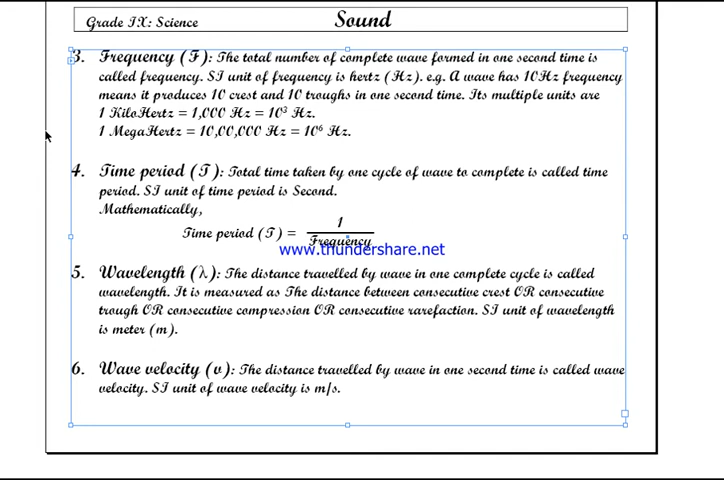 Grade IX: Science
Sound
3. Frequency (F): The total number of complete wave formed in one second time is
called frequency. SI unit of frequency is hertz (Hz). e.g. A wave has 10Hz frequency
means it produces 10 crest and 10 troughs in one second time. Its multiple units are
1 KiloHertz = 1,000 Hz = 10³ Hz.
1 MegaHertz = 10,00,000 Hz = 10⁶ Hz.
4. Time period (T): Total time taken by one cycle of wave to complete is called time
period. SI unit of time period is Second.
Mathematically,
Time period (T) = 1 / Frequency
www.thundershare.net
5. Wavelength (λ): The distance travelled by wave in one complete cycle is called
wavelength. It is measured as The distance between consecutive crest OR consecutive
trough OR consecutive compression OR consecutive rarefaction. SI unit of wavelength
is meter (m).
6. Wave velocity (v): The distance travelled by wave in one second time is called wave
velocity. SI unit of wave velocity is m/s.